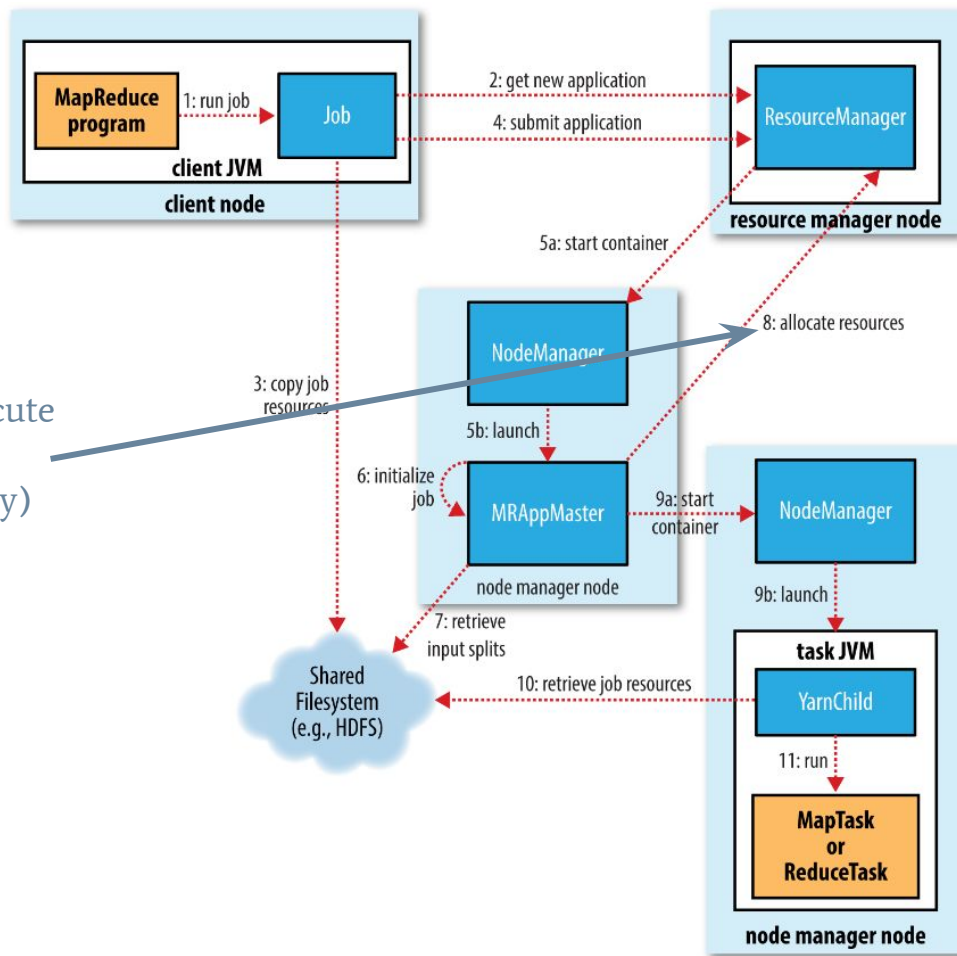 MapReduce
program
1: run job
Job
client JVM
client node
2: get new application
4: submit application
ResourceManager
resource manager node
5a: start container
8: allocate resources
NodeManager
3: copy job
resources
5b: launch
6: initialize
job
MRAppMaster
9a: start
container
node manager node
NodeManager
9b: launch
7: retrieve
input splits
task JVM
Shared
Filesystem
(e.g., HDFS)
10: retrieve job resources
YarnChild
11: run
MapTask
or
ReduceTask
node manager node
cute
y)